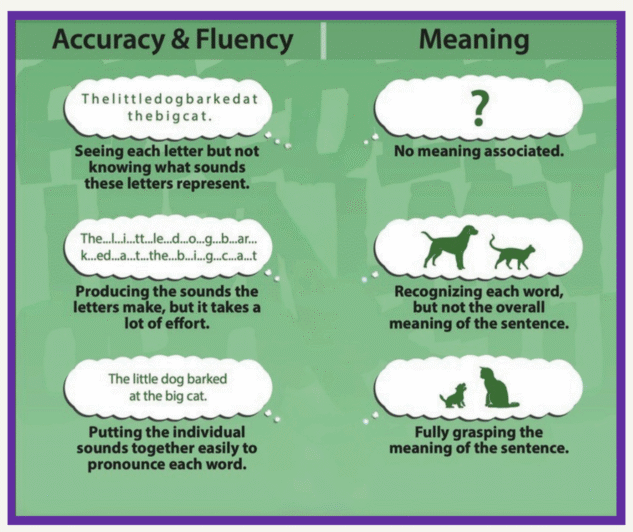 Accuracy & Fluency
Meaning
Thelittledogbarkedat
thebigcat.
Seeing each letter but not
knowing what sounds
these letters represent.
?
No meaning associated.
The...l...i...tt...le...d...o...g...b...ar...
k...ed...a...t...the...b...i...g...c...a...t
Producing the sounds the
letters make, but it takes a
lot of effort.
Recognizing each word,
but not the overall
meaning of the sentence.
The little dog barked
at the big cat.
Putting the individual
sounds together easily to
pronounce each word.
Fully grasping the
meaning of the sentence.